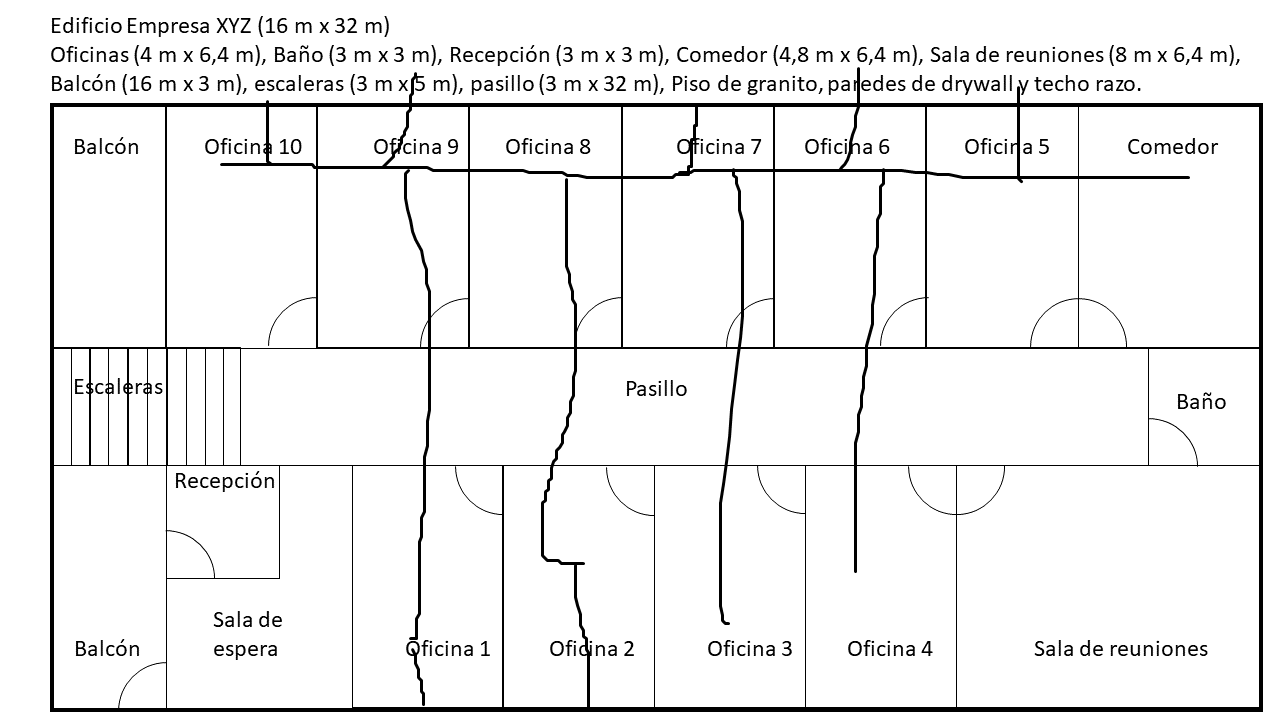 Edificio Empresa XYZ (16 m x 32 m)
Oficinas (4 m x 6,4 m), Baño (3 m x 3 m), Recepción (3 m x 3 m), Comedor (4,8 m x 6,4 m), Sala de reuniones (8 m x 6,4 m),
Balcón (16 m x 3 m), escaleras (3 m x 5 m), pasillo (3 m x 32 m), Piso de granito, paredes de drywall y techo razo.
Balcón Oficina 10 Oficina 9 Oficina 8 Oficina 7 Oficina 6 Oficina 5 Comedor
Escaleras Pasillo Baño
Recepción
Sala de
espera
Balcón Oficina 1 Oficina 2 Oficina 3 Oficina 4 Sala de reuniones